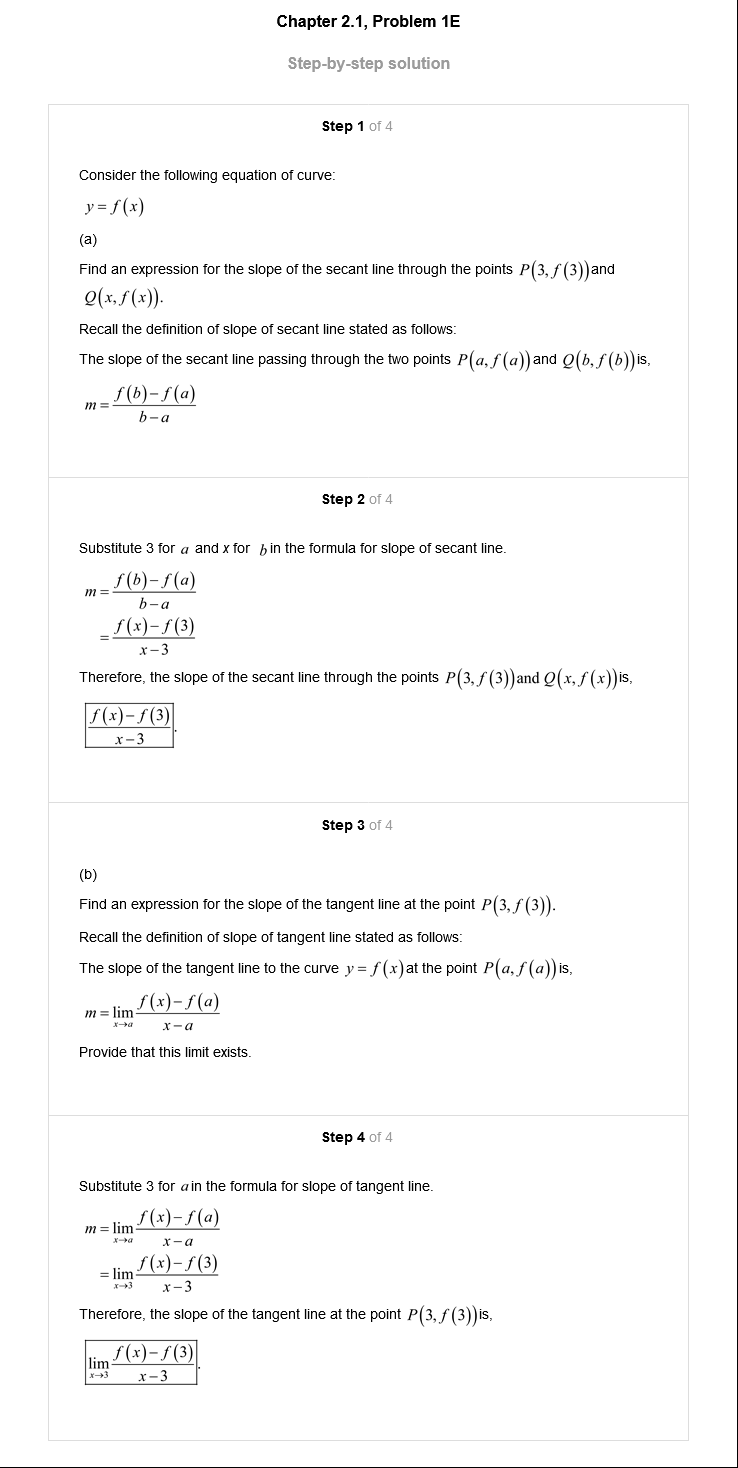 Chapter 2.1, Problem 1E
Step-by-step solution
Step 1 of 4
Consider the following equation of curve:
y = f(x)
(a)
Find an expression for the slope of the secant line through the points P(3, f(3)) and
Q(x, f(x)).
Recall the definition of slope of secant line stated as follows:
The slope of the secant line passing through the two points P(a, f(a)) and Q(b, f(b)) is,
m = \frac{f(b) - f(a)}{b - a}
Step 2 of 4
Substitute 3 for a and x for b in the formula for slope of secant line.
m = \frac{f(b) - f(a)}{b - a}
= \frac{f(x) - f(3)}{x - 3}
Therefore, the slope of the secant line through the points P(3, f(3)) and Q(x, f(x)) is,
\boxed{\frac{f(x) - f(3)}{x - 3}}.
Step 3 of 4
(b)
Find an expression for the slope of the tangent line at the point P(3, f(3)).
Recall the definition of slope of tangent line stated as follows:
The slope of the tangent line to the curve y = f(x) at the point P(a, f(a)) is,
m = \lim_{x \to a} \frac{f(x) - f(a)}{x - a}
Provide that this limit exists.
Step 4 of 4
Substitute 3 for a in the formula for slope of tangent line.
m = \lim_{x \to a} \frac{f(x) - f(a)}{x - a}
= \lim_{x \to 3} \frac{f(x) - f(3)}{x - 3}
Therefore, the slope of the tangent line at the point P(3, f(3)) is,
\boxed{\lim_{x \to 3} \frac{f(x) - f(3)}{x - 3}}.